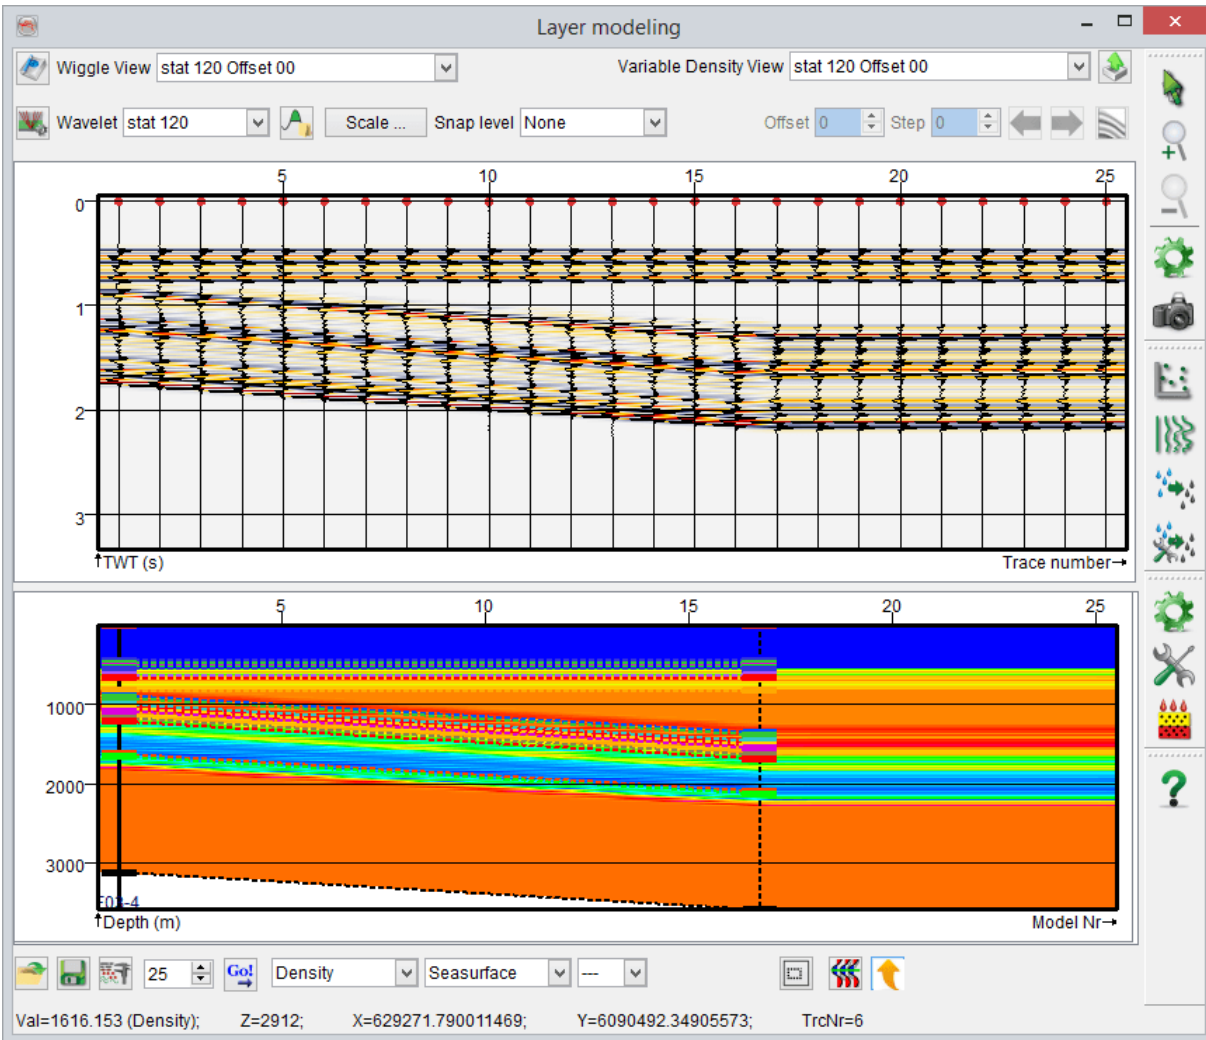 Layer modeling
Wiggle View stat 120 Offset 00 Variable Density View stat 120 Offset 00
Wavelet stat 120 Scale ... Snap level None Offset 0 Step 0
5 10 15 20 25
0
1
2
3
TWT (s) Trace number
5 10 15 20 25
1000
2000
3000
Depth (m) Model Nr
25 Go! Density Seasurface ---
Val=1616.153 (Density); Z=2912; X=629271.790011469; Y=6090492.34905573; TrcNr=6